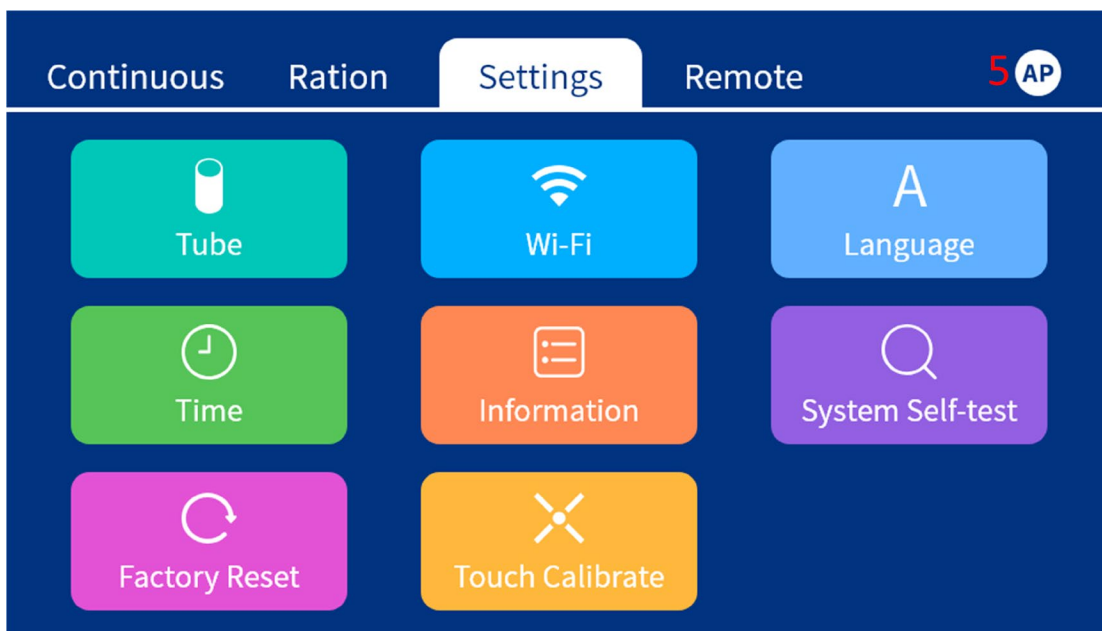 Continuous Ration Settings Remote 5 AP
A
Tube Wi-Fi Language
Time Information System Self-test
Factory Reset Touch Calibrate